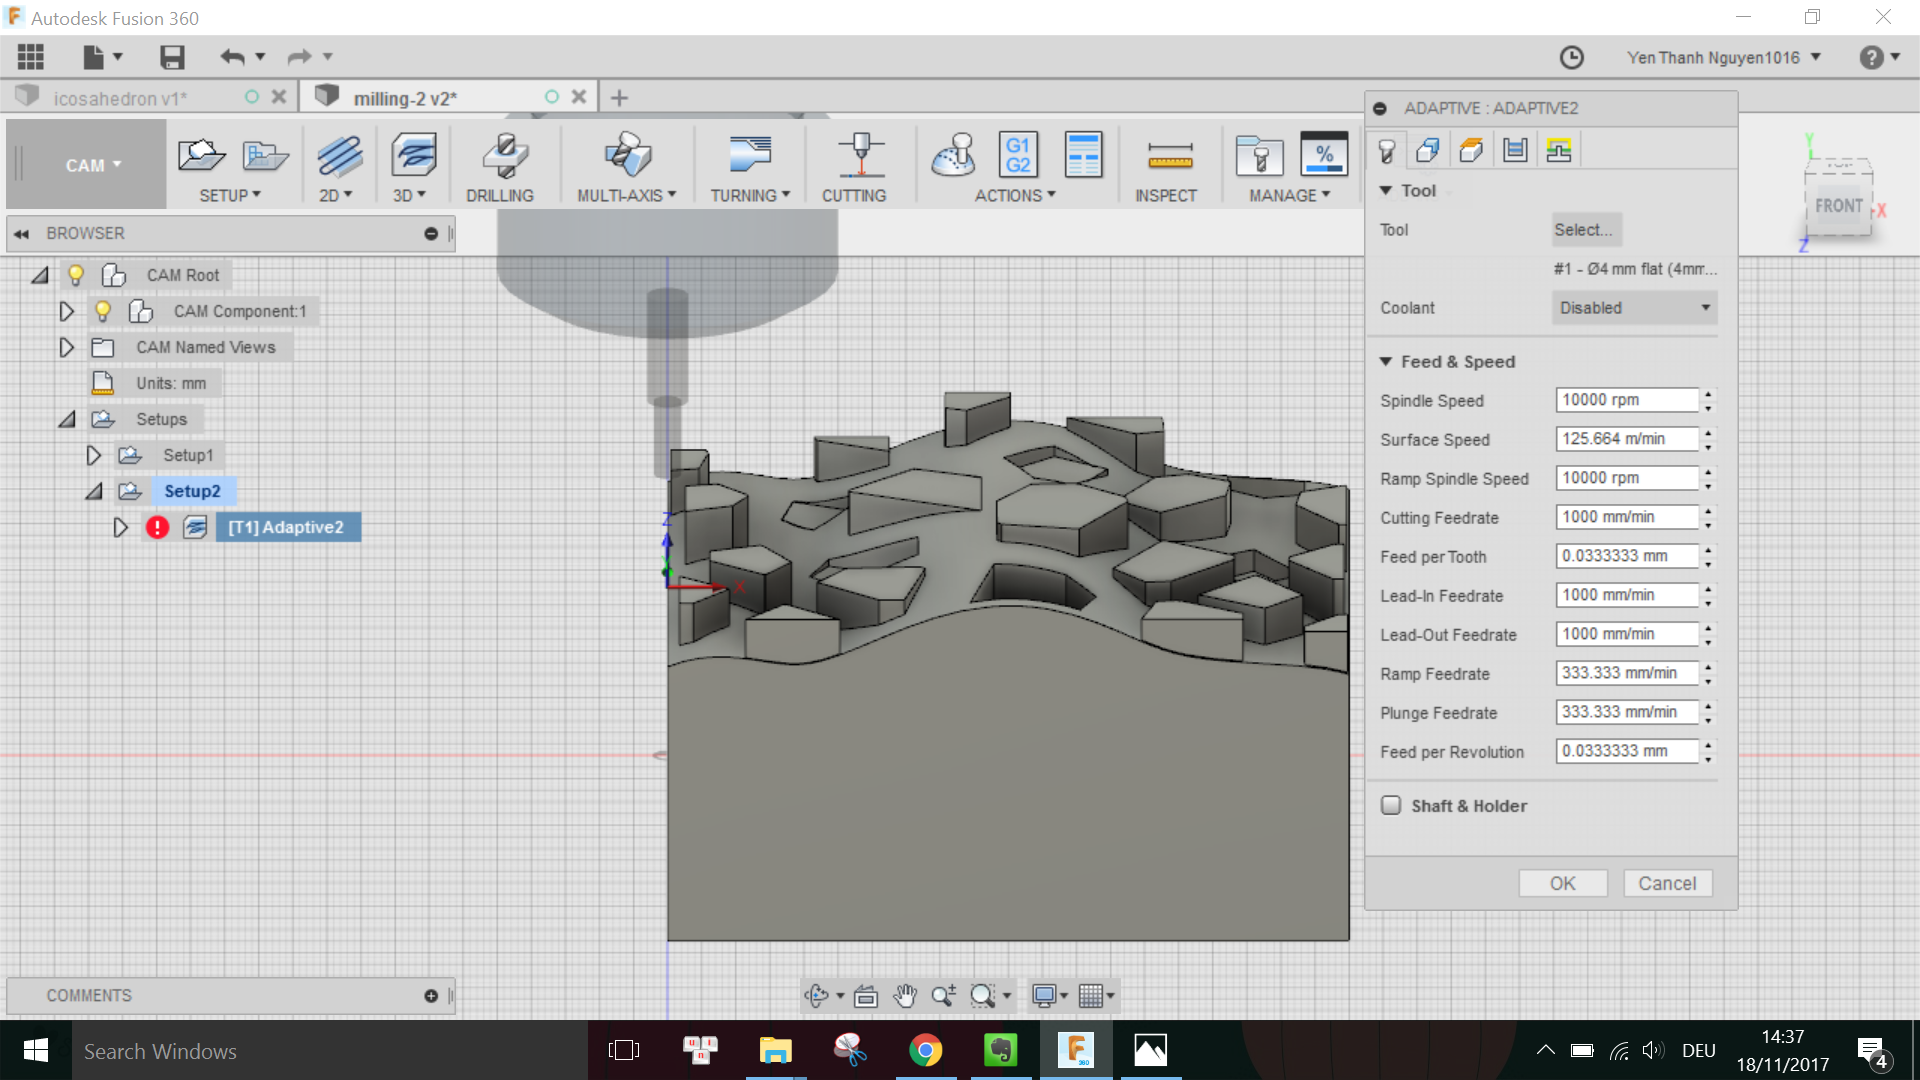 Autodesk Fusion 360
Yen Thanh Nguyen1016
icosahedron v1*
milling-2 v2*
CAM
SETUP
2D
3D
DRILLING
MULTI-AXIS
TURNING
CUTTING
G1
G2
ACTIONS
INSPECT
%
MANAGE
BROWSER
CAM Root
CAM Component:1
CAM Named Views
Units: mm
Setups
Setup1
Setup2
[T1] Adaptive2
ADAPTIVE : ADAPTIVE2
Tool
Tool Select...
#1 - Ø4 mm flat (4mm...
Coolant Disabled
Feed & Speed
Spindle Speed 10000 rpm
Surface Speed 125.664 m/min
Ramp Spindle Speed 10000 rpm
Cutting Feedrate 1000 mm/min
Feed per Tooth 0.0333333 mm
Lead-In Feedrate 1000 mm/min
Lead-Out Feedrate 1000 mm/min
Ramp Feedrate 333.333 mm/min
Plunge Feedrate 333.333 mm/min
Feed per Revolution 0.0333333 mm
Shaft & Holder
OK Cancel
Y
TOP
FRONT
X
Z
Z
Y
X
COMMENTS
Search Windows
u i n
F 360
DEU
14:37
18/11/2017
4